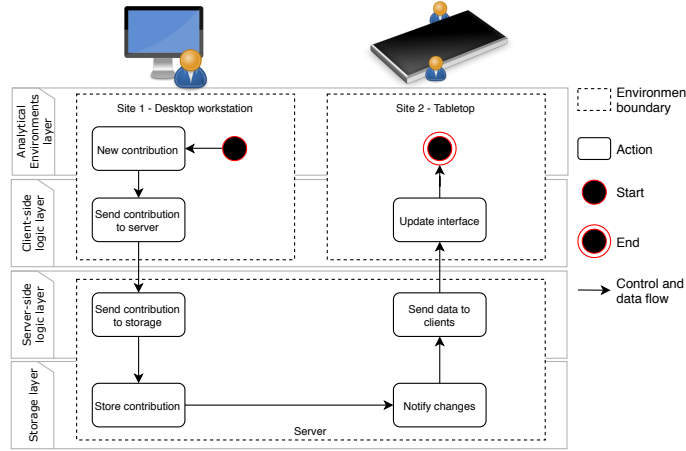 Site 1 - Desktop workstation
Site 2 - Tabletop
Analytical
Environments
layer
New contribution
Client-side
logic layer
Send contribution
to server
Update interface
Server-side
logic layer
Send contribution
to storage
Send data to
clients
Storage layer
Store contribution
Notify changes
Server
Environmen
boundary
Action
Start
End
Control and
data flow